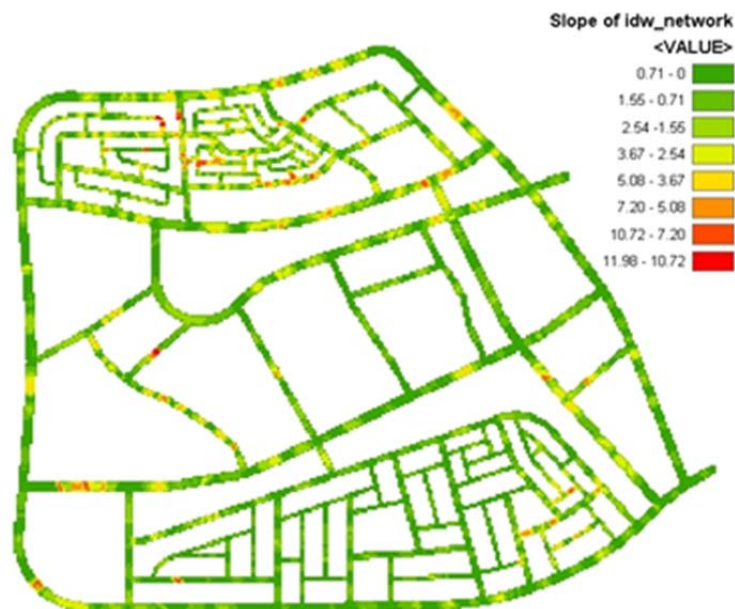 Slope of idw_network
<VALUE>
0.71 - 0
1.55 - 0.71
2.54 -1.55
3.67 - 2.54
5.08 - 3.67
7.20 - 5.08
10.72 - 7.20
11.98 - 10.72